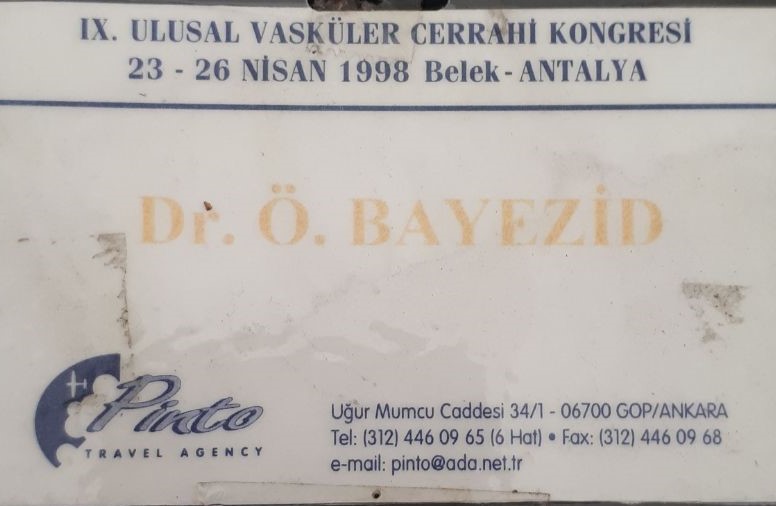 IX. ULUSAL VASKÜLER CERRAHİ KONGRESİ
23 - 26 NİSAN 1998 Belek - ANTALYA
Dr. Ö. BAYEZİD
Pinto
TRAVEL AGENCY
Uğur Mumcu Caddesi 34/1 - 06700 GOP/ANKARA
Tel: (312) 446 09 65 (6 Hat) • Fax: (312) 446 09 68
e-mail: pinto@ada.net.tr